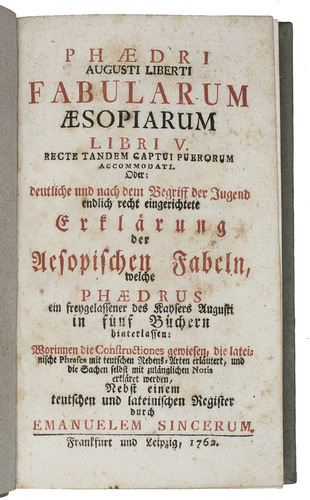 PHÆDRI
AUGUSTI LIBERTI
FABULARUM
ÆSOPIARUM
LIBRI V.
RECTE TANDEM CAPTUI PUERORUM
ACCOMMODATI.
Oder:
deutliche und nach dem Begriff der Jugend
endlich recht eingerichtete
Erklärung
der
Aesopischen Fabeln,
welche
PHÆDRUS
ein freygelassener des Kaysers Augusti
in fünf Büchern
hinterlassen:
Worinnen die Constructiones gewiesen, die latei-
nische Phrases mit teutschen Redens-Arten erläutert, und
die Sachen selbst mit zulänglichen Notis
erkläret werden,
Nebst einem
teutschen und lateinischen Register
durch
EMANUELEM SINCERUM.
Frankfurt und Leipzig, 1762.